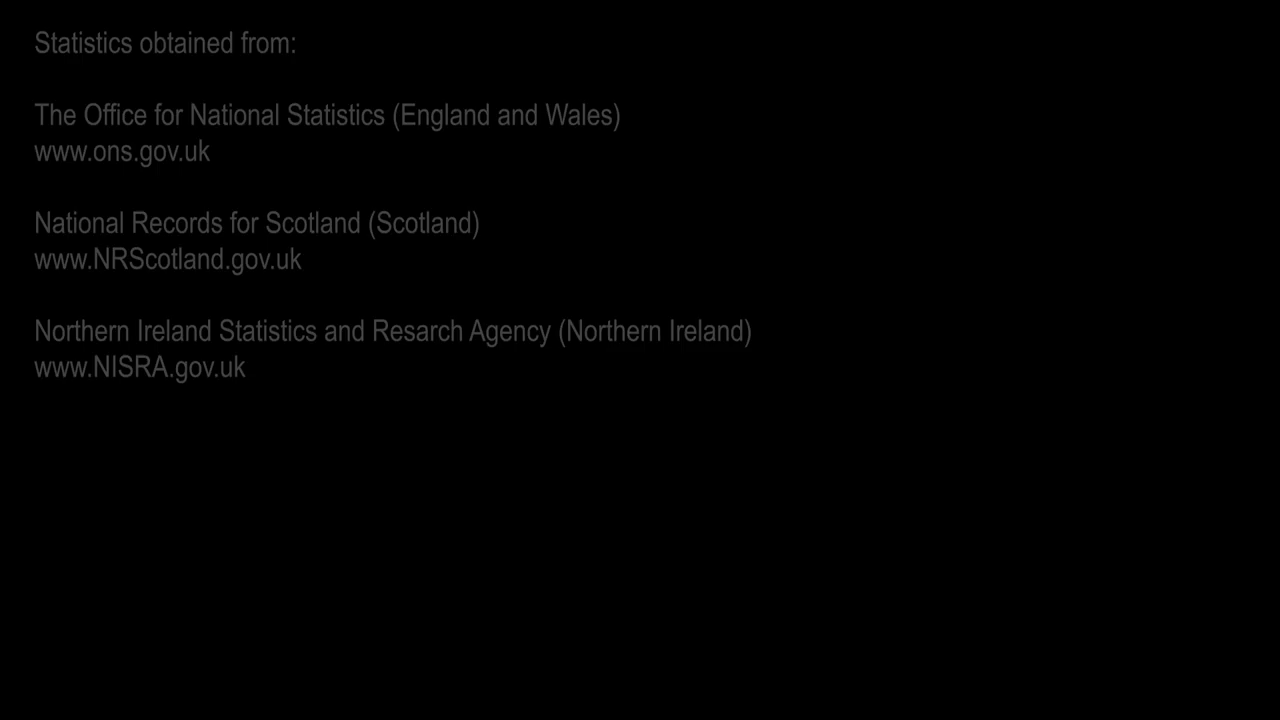 Statistics obtained from:
The Office for National Statistics (England and Wales)
www.ons.gov.uk
National Records for Scotland (Scotland)
www.NRScotland.gov.uk
Northern Ireland Statistics and Resarch Agency (Northern Ireland)
www.NISRA.gov.uk